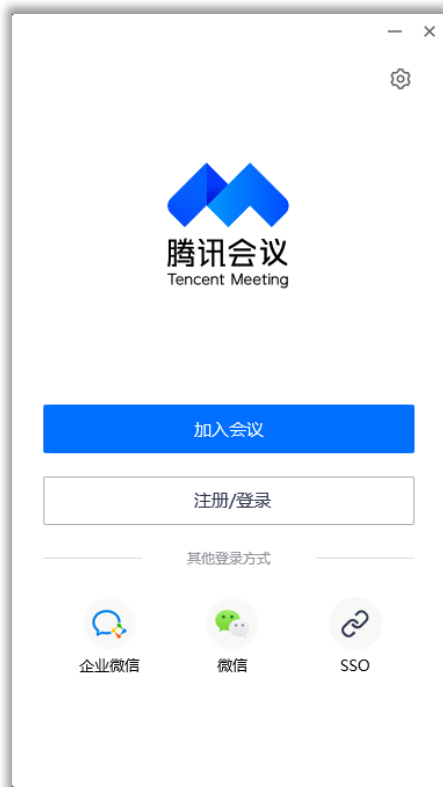 腾讯会议
Tencent Meeting
加入会议
注册/登录
其他登录方式
企业微信
微信
SSO